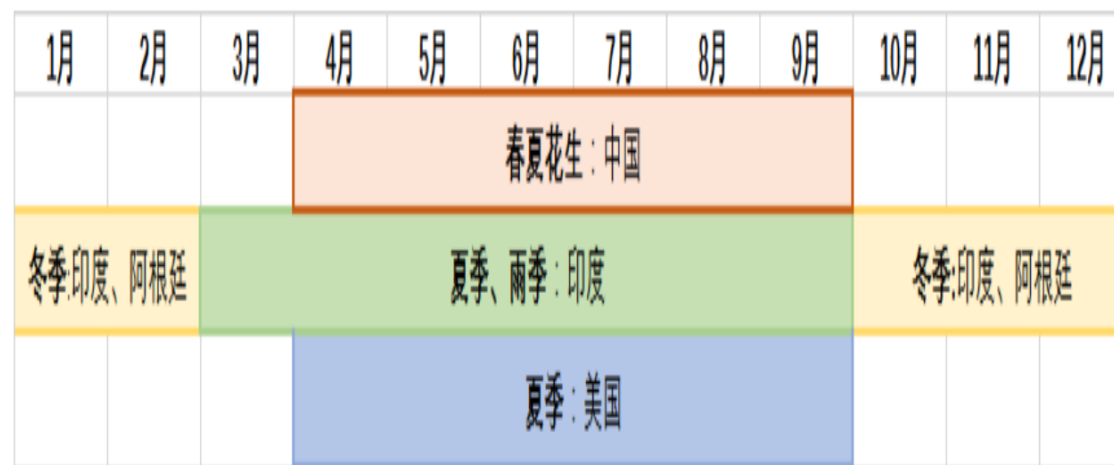 1月 2月 3月 4月 5月 6月 7月 8月 9月 10月 11月 12月
春夏花生：中国
冬季:印度、阿根廷 夏季、雨季：印度 冬季:印度、阿根廷
夏季：美国